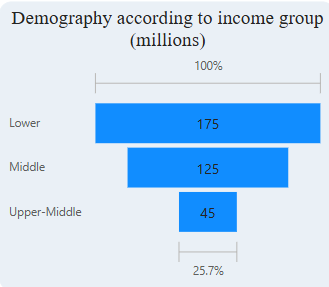 Demography according to income group
(millions)
100%
Lower
175
Middle
125
Upper-Middle
45
25.7%